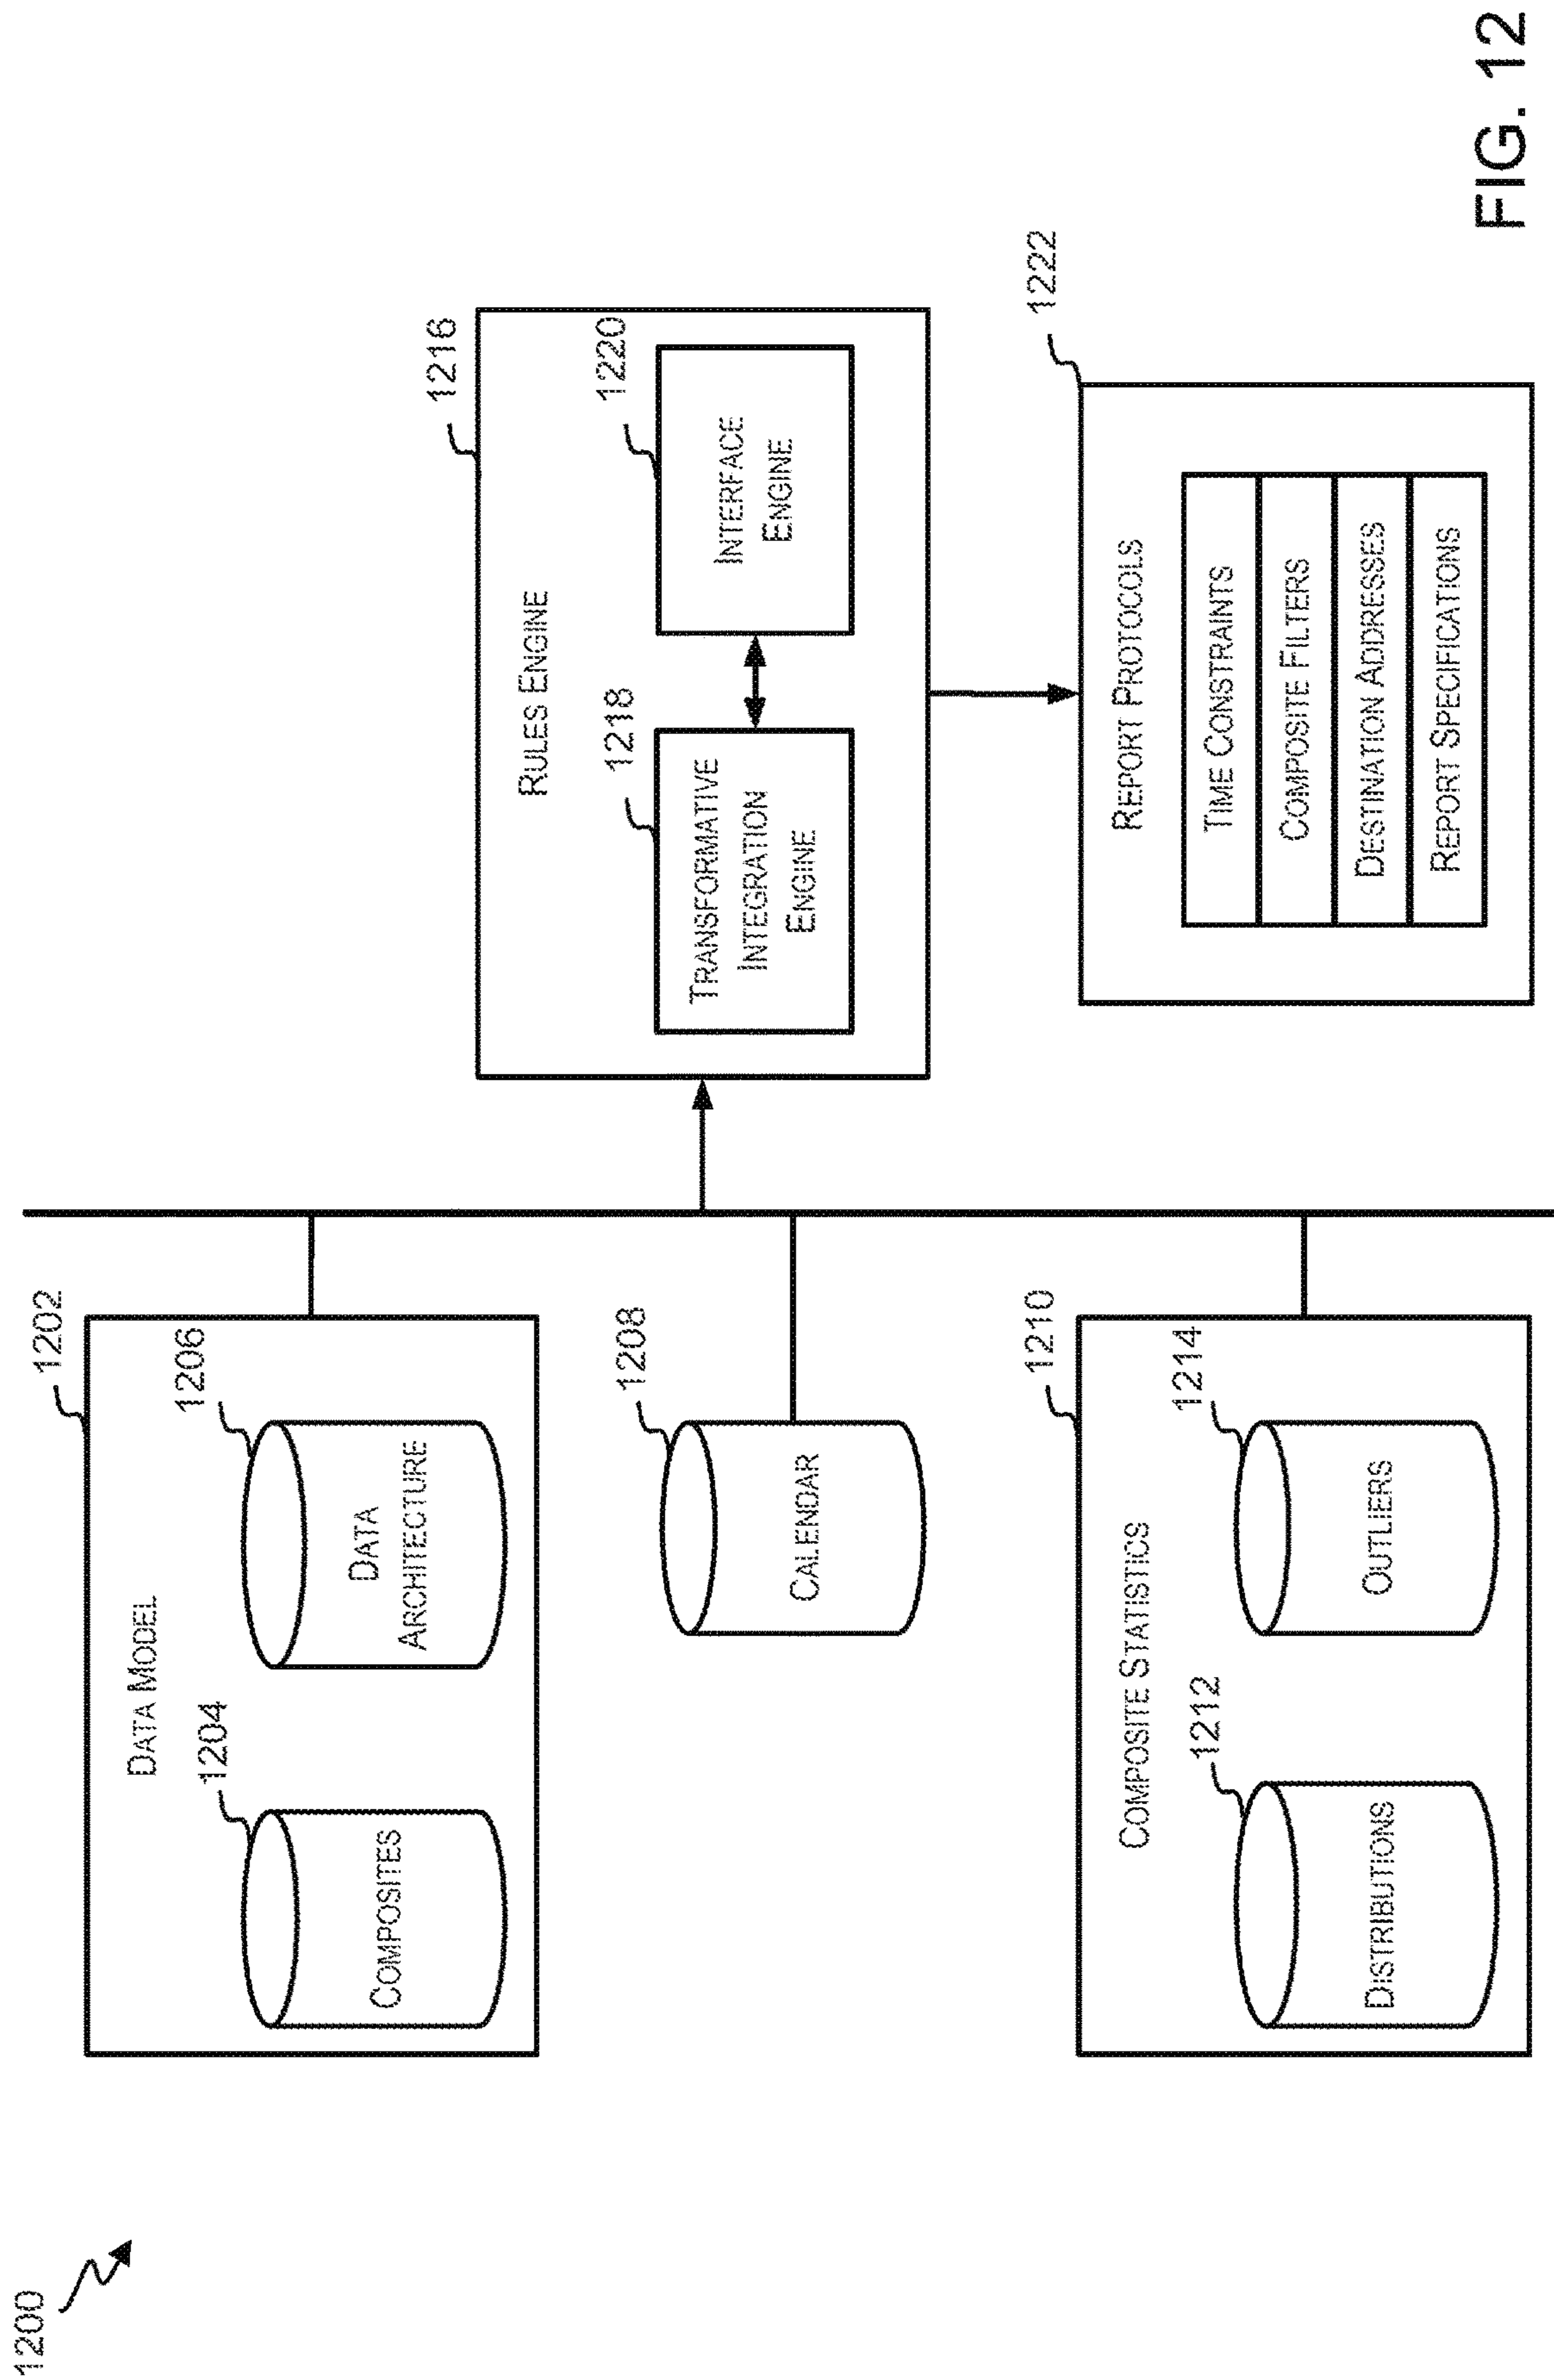 1200
1202
DATA MODEL
1204
COMPOSITES
1206
DATA
ARCHITECTURE
1208
CALENDAR
1210
COMPOSITE STATISTICS
1212
DISTRIBUTIONS
1214
OUTLIERS
1216
RULES ENGINE
1218
TRANSFORMATIVE
INTEGRATION
ENGINE
1220
INTERFACE
ENGINE
1222
REPORT PROTOCOLS
TIME CONSTRAINTS
COMPOSITE FILTERS
DESTINATION ADDRESSES
REPORT SPECIFICATIONS
FIG. 12